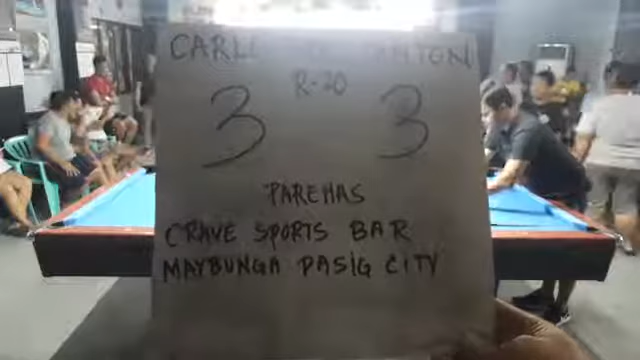 R-20
3 3
PAREHAS
CRAVE SPORTS BAR
MAYBUNGA PASIG CITY